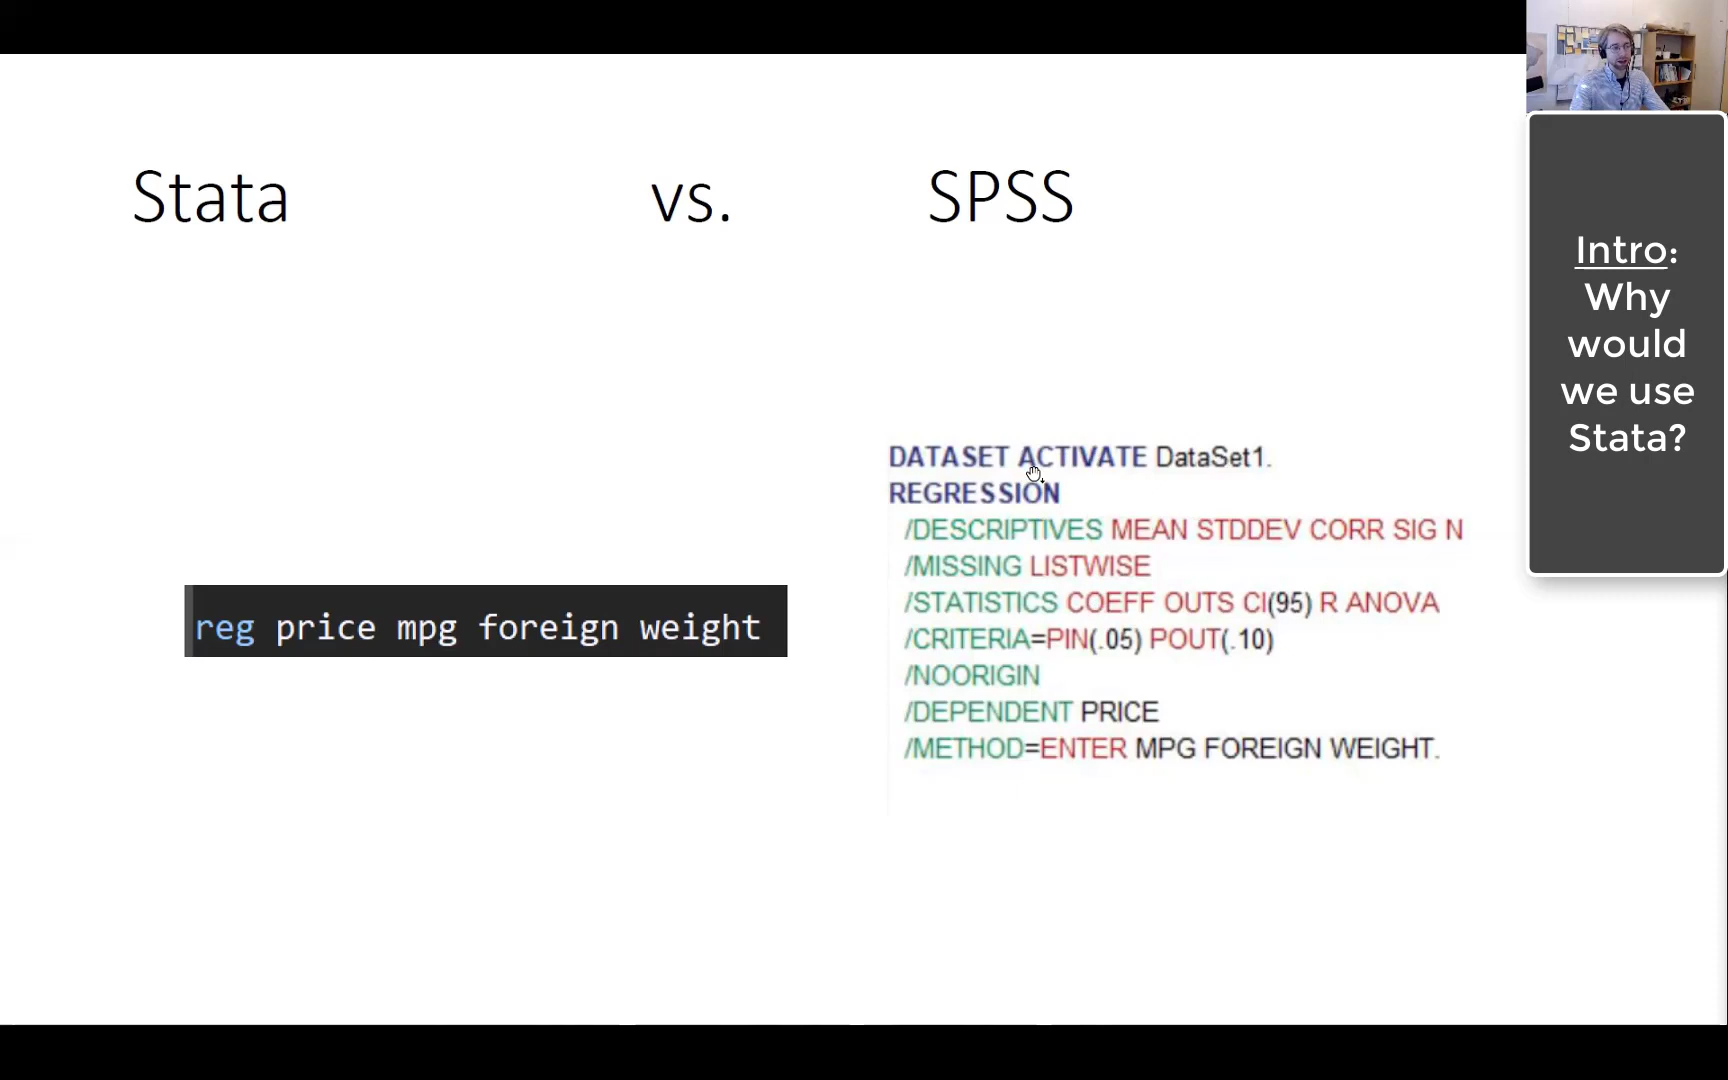 Stata vs. SPSS
reg price mpg foreign weight
DATASET ACTIVATE DataSet1.
REGRESSION
/DESCRIPTIVES MEAN STDDEV CORR SIG N
/MISSING LISTWISE
/STATISTICS COEFF OUTS CI(95) R ANOVA
/CRITERIA=PIN(.05) POUT(.10)
/NOORIGIN
/DEPENDENT PRICE
/METHOD=ENTER MPG FOREIGN WEIGHT.
Intro:
Why
would
we use
Stata?